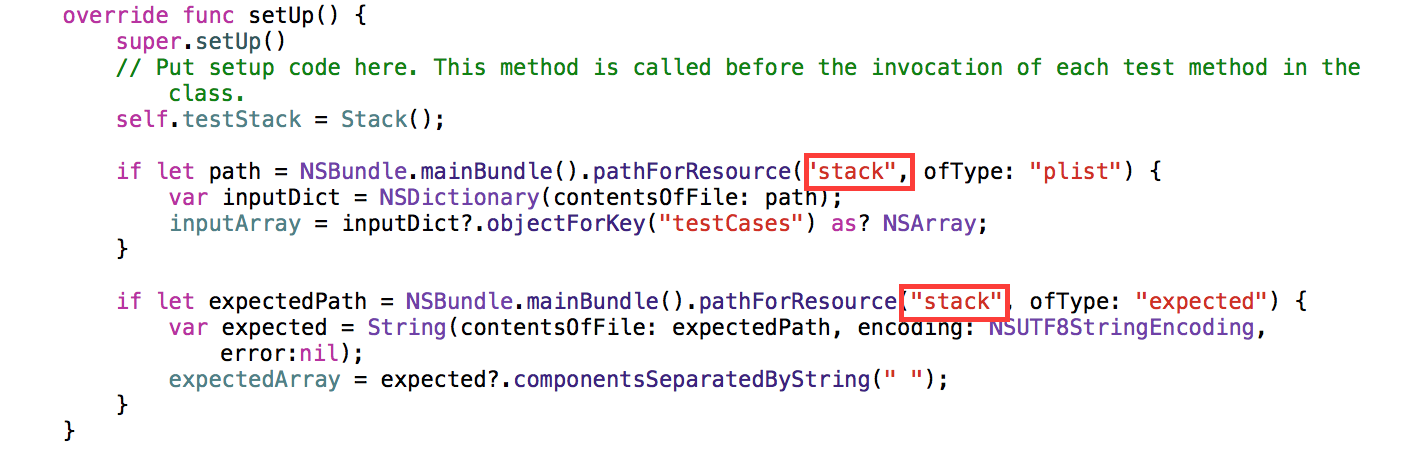 override func setUp() {
super.setUp()
// Put setup code here. This method is called before the invocation of each test method in the
class.
self.testStack = Stack();
if let path = NSBundle.mainBundle().pathForResource("stack", ofType: "plist") {
var inputDict = NSDictionary(contentsOfFile: path);
inputArray = inputDict?.objectForKey("testCases") as? NSArray;
}
if let expectedPath = NSBundle.mainBundle().pathForResource("stack", ofType: "expected") {
var expected = String(contentsOfFile: expectedPath, encoding: NSUTF8StringEncoding,
error:nil);
expectedArray = expected?.componentsSeparatedByString(" ");
}
}